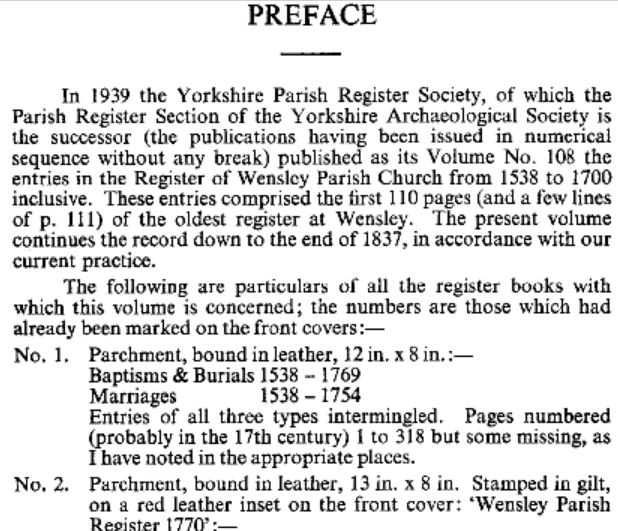 PREFACE
In 1939 the Yorkshire Parish Register Society, of which the
Parish Register Section of the Yorkshire Archaeological Society is
the successor (the publications having been issued in numerical
sequence without any break) published as its Volume No. 108 the
entries in the Register of Wensley Parish Church from 1538 to 1700
inclusive. These entries comprised the first 110 pages (and a few lines
of p. 111) of the oldest register at Wensley. The present volume
continues the record down to the end of 1837, in accordance with our
current practice.
The following are particulars of all the register books with
which this volume is concerned; the numbers are those which had
already been marked on the front covers:—
No. 1. Parchment, bound in leather, 12 in. x 8 in.:—
Baptisms & Burials 1538 – 1769
Marriages 1538 – 1754
Entries of all three types intermingled. Pages numbered
(probably in the 17th century) 1 to 318 but some missing, as
I have noted in the appropriate places.
No. 2. Parchment, bound in leather, 13 in. x 8 in. Stamped in gilt,
on a red leather inset on the front cover: ‘Wensley Parish
Register 1770’:—